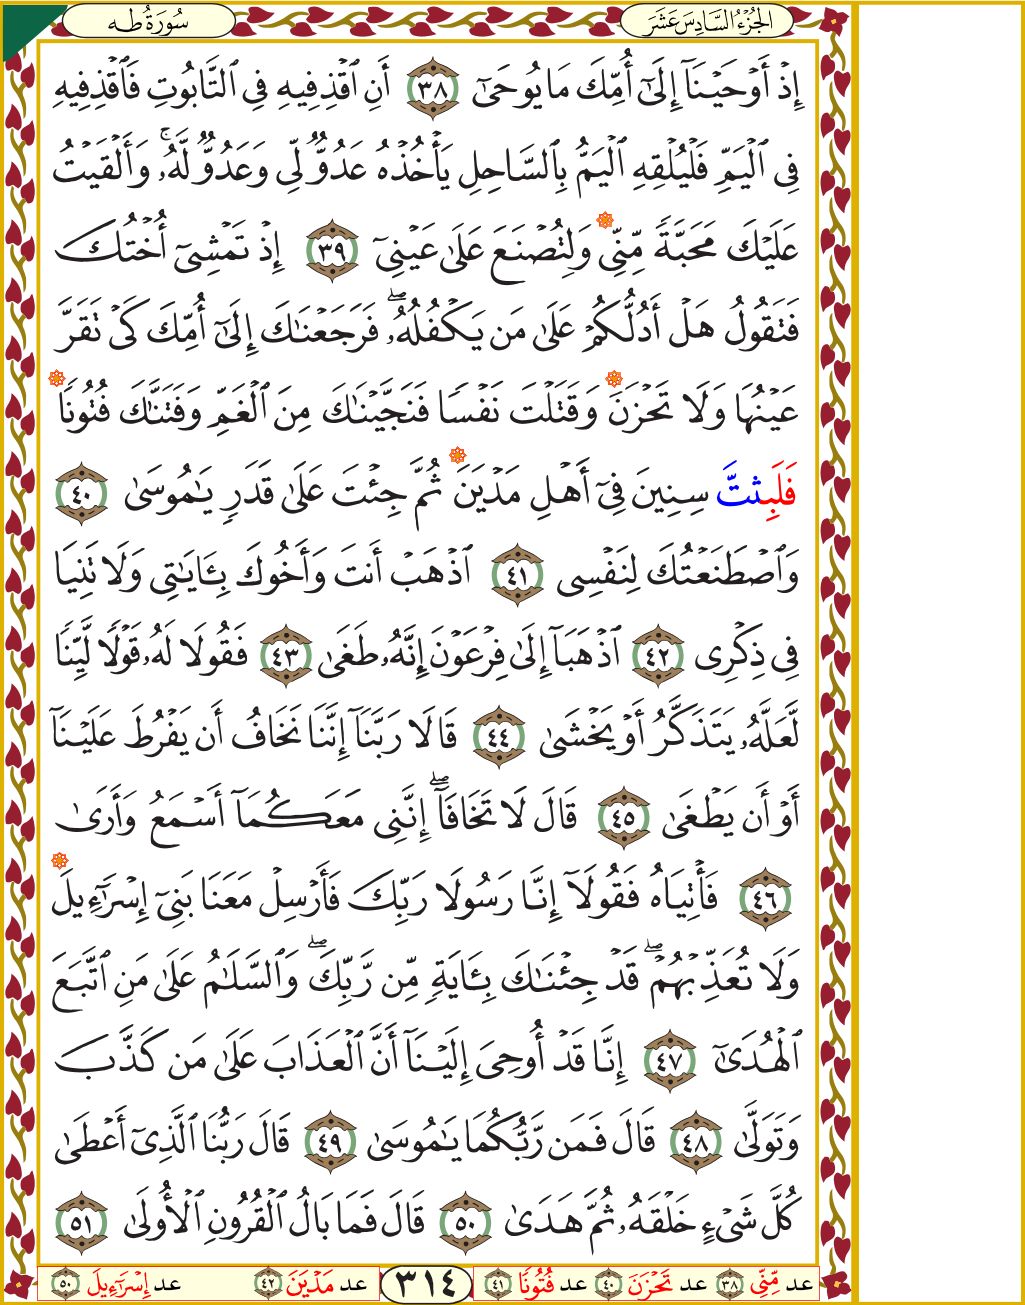 الجُزْءُ السَّادِسَ عَشَرَ
سُورَةُ طه
إِذْ أَوْحَيْنَآ إِلَىٰٓ أُمِّكَ مَا يُوحَىٰٓ ٣٨ أَنِ ٱقْذِفِيهِ فِى ٱلتَّابُوتِ فَٱقْذِفِيهِ
فِى ٱلْيَمِّ فَلْيُلْقِهِ ٱلْيَمُّ بِٱلسَّاحِلِ يَأْخُذْهُ عَدُوٌّ لِّى وَعَدُوٌّ لَّهُۥ ۚ وَأَلْقَيْتُ
عَلَيْكَ مَحَبَّةً مِّنِّى وَلِتُصْنَعَ عَلَىٰ عَيْنِىٓ ٣٩ إِذْ تَمْشِىٓ أُخْتُكَ
فَتَقُولُ هَلْ أَدُلُّكُمْ عَلَىٰ مَن يَكْفُلُهُۥ ۖ فَرَجَعْنَـٰكَ إِلَىٰٓ أُمِّكَ كَىْ تَقَرَّ
عَيْنُهَا وَلَا تَحْزَنَ وَقَتَلْتَ نَفْسًا فَنَجَّيْنَـٰكَ مِنَ ٱلْغَمِّ وَفَتَنَّـٰكَ فُتُونًا
فَلَبِثتَّ سِنِينَ فِىٓ أَهْلِ مَدْيَنَ ثُمَّ جِئْتَ عَلَىٰ قَدَرٍ يَـٰمُوسَىٰ ٤٠
وَٱصْطَنَعْتُكَ لِنَفْسِى ٤١ ٱذْهَبْ أَنتَ وَأَخُوكَ بِـَٔايَـٰتِى وَلَا تَنِيَا
فِى ذِكْرِى ٤٢ ٱذْهَبَآ إِلَىٰ فِرْعَوْنَ إِنَّهُۥ طَغَىٰ ٤٣ فَقُولَا لَهُۥ قَوْلًا لَّيِّنًا
لَّعَلَّهُۥ يَتَذَكَّرُ أَوْ يَخْشَىٰ ٤٤ قَالَا رَبَّنَآ إِنَّنَا نَخَافُ أَن يَفْرُطَ عَلَيْنَآ
أَوْ أَن يَطْغَىٰ ٤٥ قَالَ لَا تَخَافَآ ۖ إِنَّنِى مَعَكُمَآ أَسْمَعُ وَأَرَىٰ
٤٦ فَأْتِيَاهُ فَقُولَآ إِنَّا رَسُولَا رَبِّكَ فَأَرْسِلْ مَعَنَا بَنِىٓ إِسْرَٰٓءِيلَ
وَلَا تُعَذِّبْهُمْ ۖ قَدْ جِئْنَـٰكَ بِـَٔايَةٍ مِّن رَّبِّكَ ۖ وَٱلسَّلَـٰمُ عَلَىٰ مَنِ ٱتَّبَعَ
ٱلْهُدَىٰٓ ٤٧ إِنَّا قَدْ أُوحِىَ إِلَيْنَآ أَنَّ ٱلْعَذَابَ عَلَىٰ مَن كَذَّبَ
وَتَوَلَّىٰ ٤٨ قَالَ فَمَن رَّبُّكُمَا يَـٰمُوسَىٰ ٤٩ قَالَ رَبُّنَا ٱلَّذِىٓ أَعْطَىٰ
كُلَّ شَىْءٍ خَلْقَهُۥ ثُمَّ هَدَىٰ ٥٠ قَالَ فَمَا بَالُ ٱلْقُرُونِ ٱلْأُولَىٰ ٥١
عد مِّنِّى ٣٨ عد تَحْزَنَ ٤٠ عد فُتُونًا ٤١ ٣١٤ عد مَدْيَنَ ٤٢ عد إِسْرَٰٓءِيلَ ٥٠